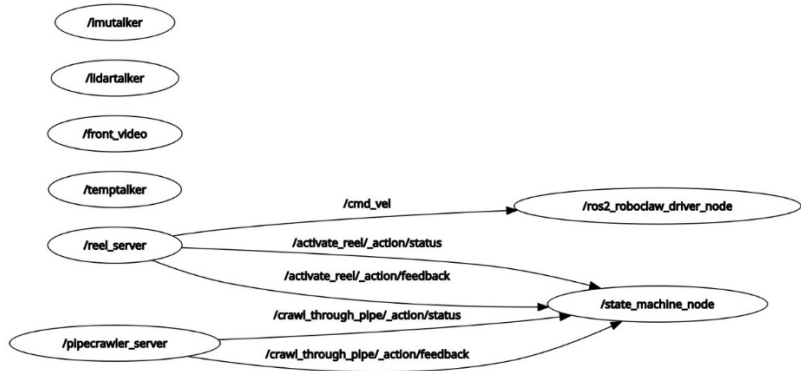 /imutalker
/lidartalker
/front_video
/temptalker
/cmd_vel
/ros2_roboclaw_driver_node
/reel_server
/activate_reel/_action/status
/activate_reel/_action/feedback
/state_machine_node
/crawl_through_pipe/_action/status
/pipecrawler_server
/crawl_through_pipe/_action/feedback